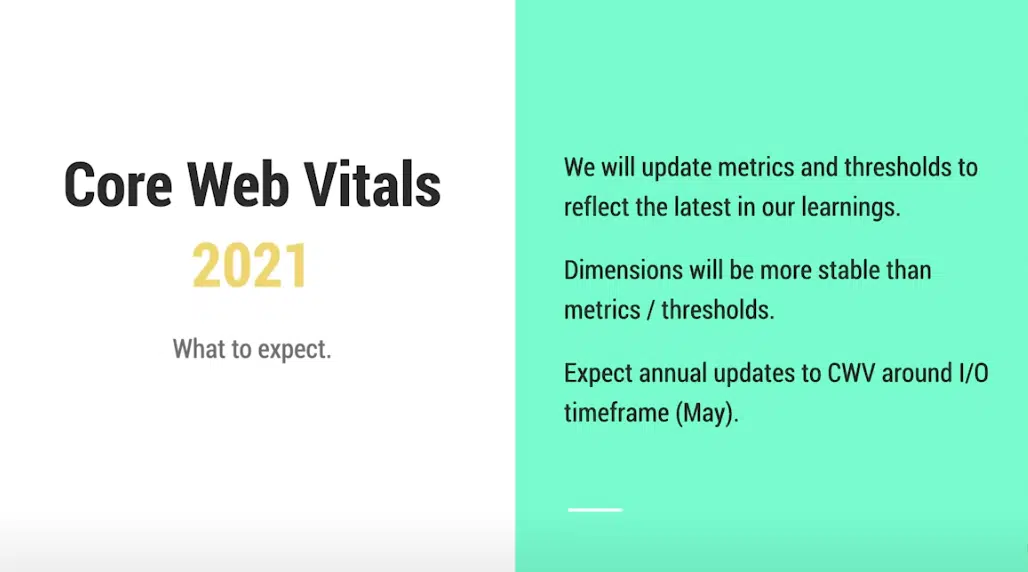 Core Web Vitals
2021
What to expect.
We will update metrics and thresholds to
reflect the latest in our learnings.
Dimensions will be more stable than
metrics / thresholds.
Expect annual updates to CWV around I/O
timeframe (May).